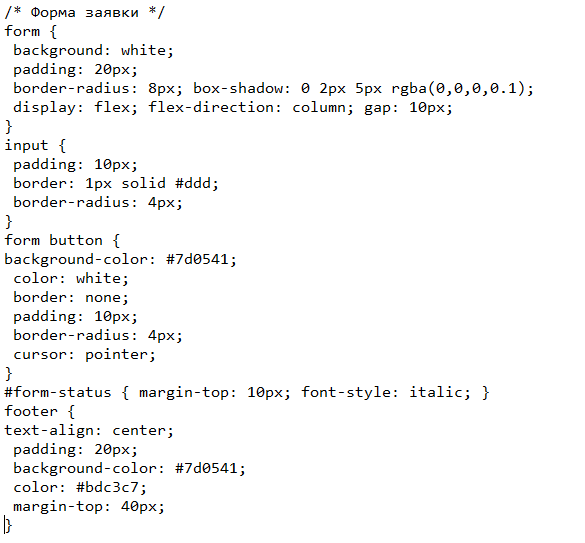 /* Форма заявки */
form {
 background: white;
 padding: 20px;
 border-radius: 8px; box-shadow: 0 2px 5px rgba(0,0,0,0.1);
 display: flex; flex-direction: column; gap: 10px;
}
input {
 padding: 10px;
 border: 1px solid #ddd;
 border-radius: 4px;
}
form button {
background-color: #7d0541;
 color: white;
 border: none;
 padding: 10px;
 border-radius: 4px;
 cursor: pointer;
}
#form-status { margin-top: 10px; font-style: italic; }
footer {
text-align: center;
 padding: 20px;
 background-color: #7d0541;
 color: #bdc3c7;
 margin-top: 40px;
}